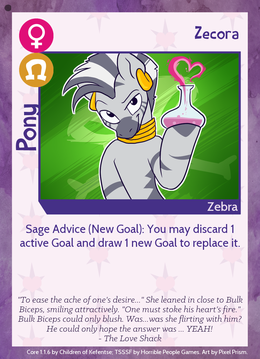 Zecora
Pony
Zebra
Sage Advice (New Goal): You may discard 1
active Goal and draw 1 new Goal to replace it.
"To ease the ache of one's desire..." She leaned in close to Bulk
Biceps, smiling attractively. "One must stoke his heart's fire."
Bulk Biceps could only blush. Was...was she flirting with him?
He could only hope the answer was ... YEAH!
- The Love Shack
Core 1.1.6 by Children of Kefentse; TSSSF by Horrible People Games. Art by Pixel Prism.